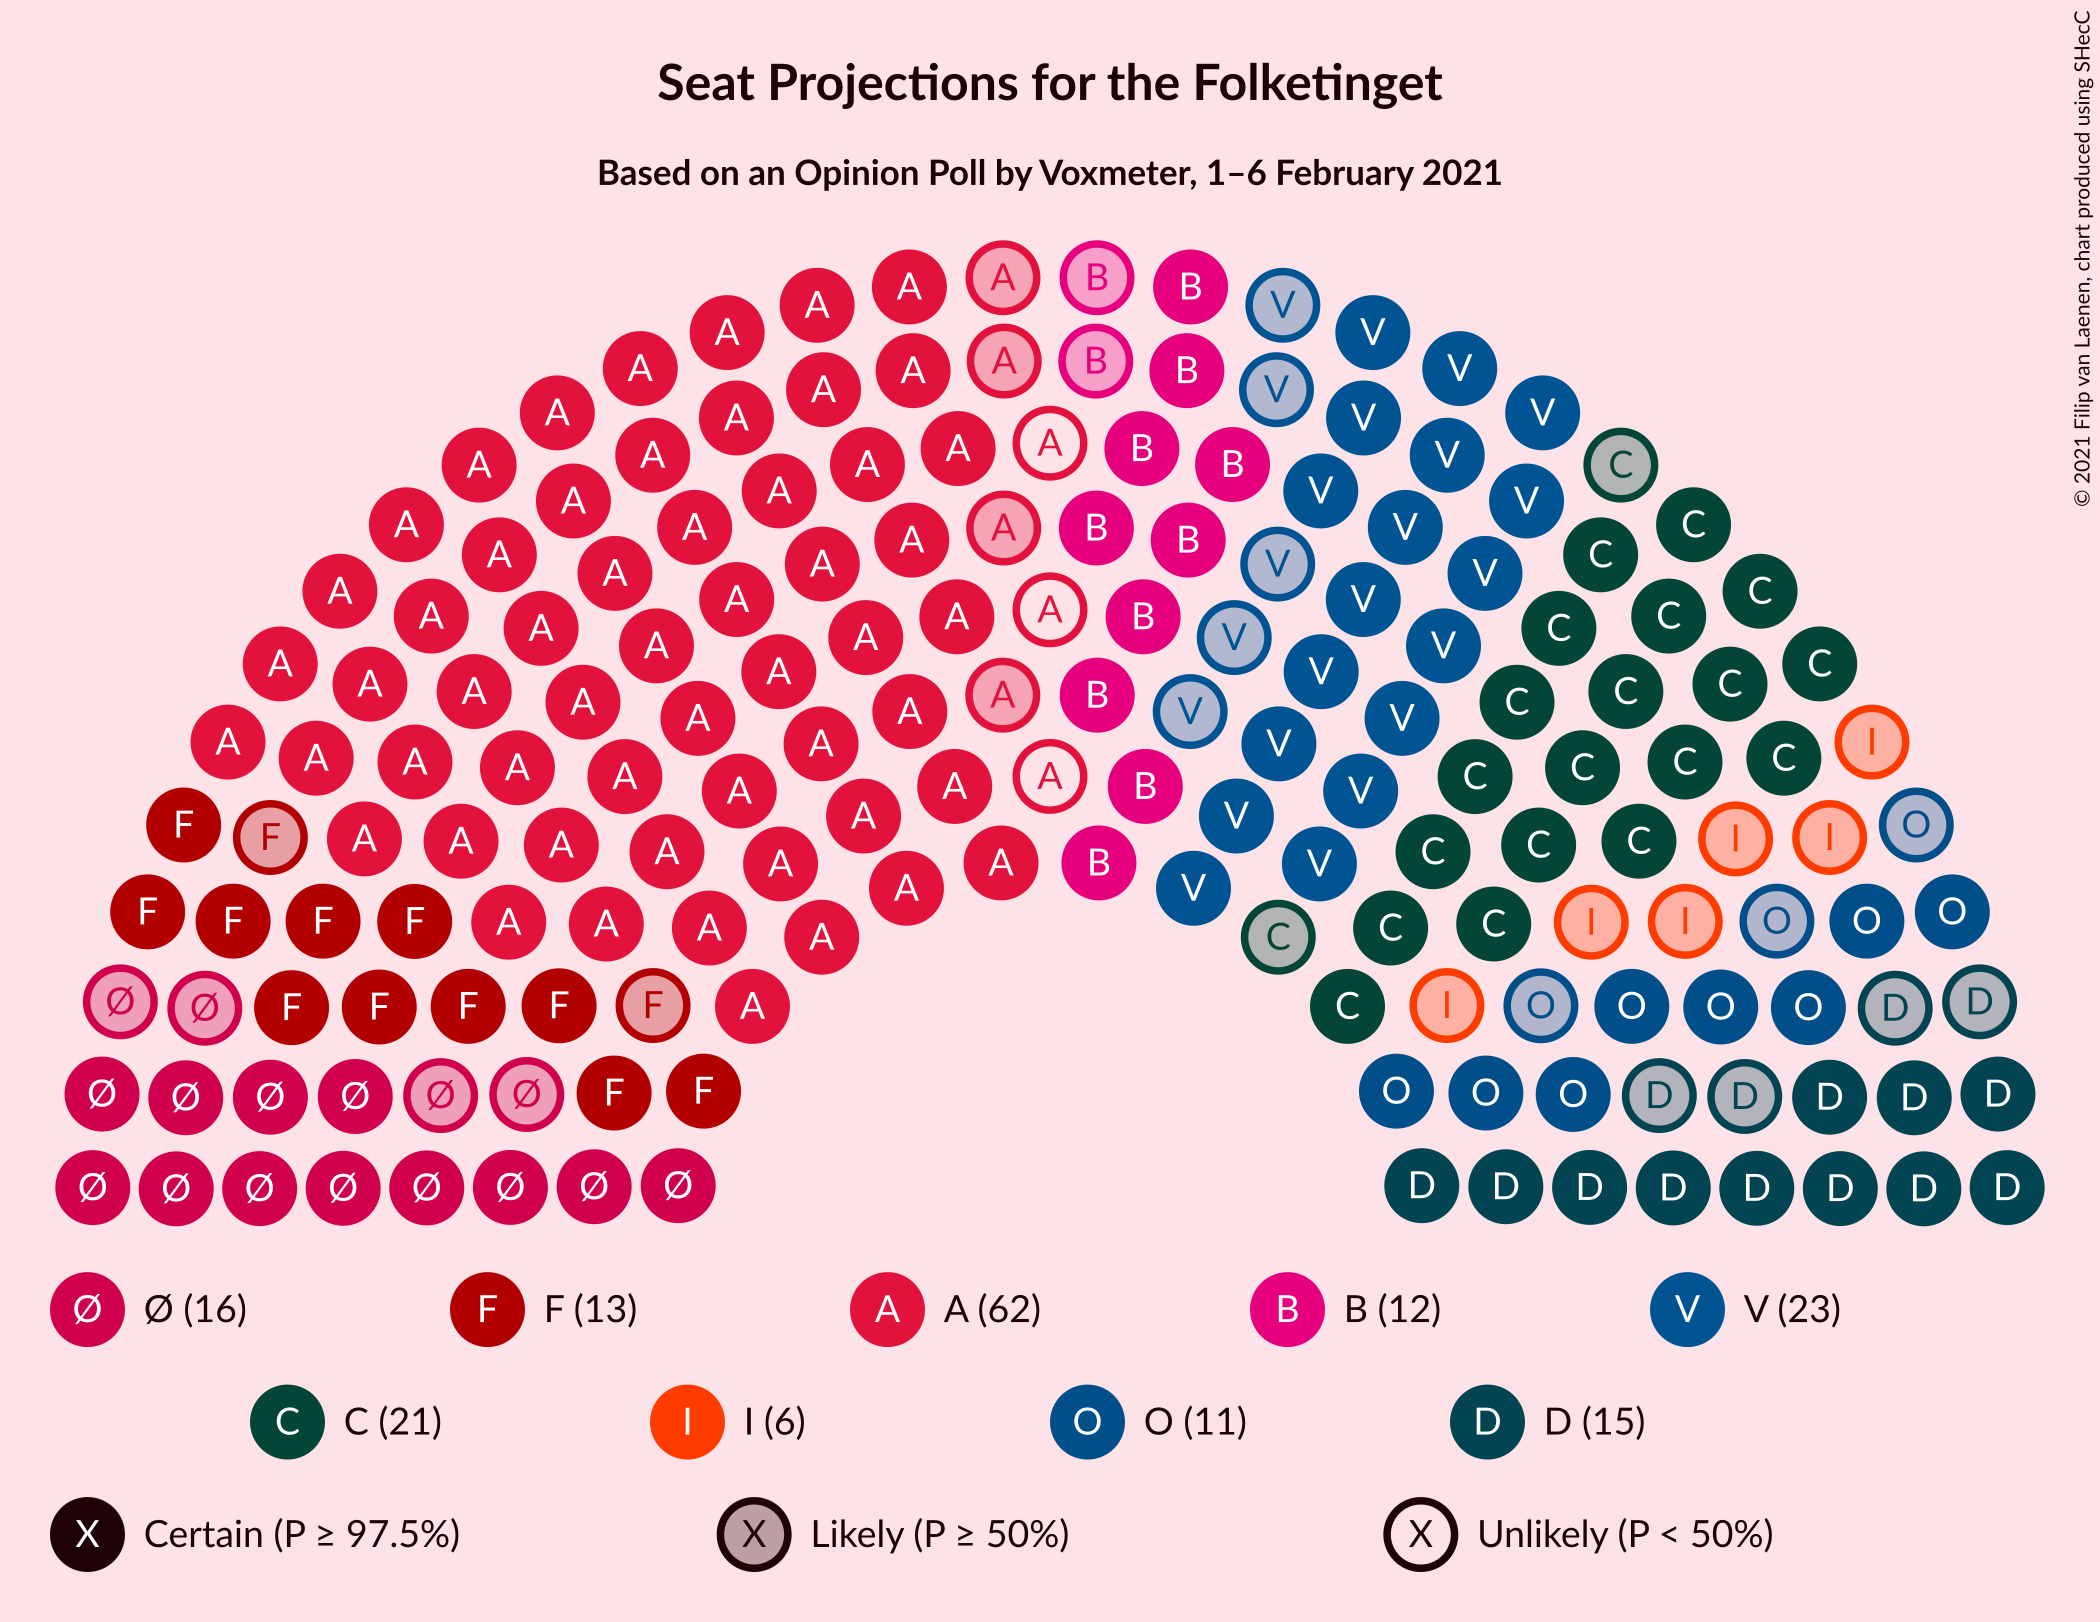 Seat Projections for the Folketinget
Based on an Opinion Poll by Voxmeter, 1–6 February 2021
© 2021 Filip van Laenen, chart produced using SHecC
A B
A B
A V
A V
A B
A A B V
A V
A A V V
A
A B
A V
A A B C
A V
A V
A A A B V C
A B
A C
A V
A V
A A V C
A
A A B C
A A V C
A V
A A V C
A A A B C C
A A V C
A V
A A V I
A A A C C C
A A A B C
A V
F A V O
F A A A A C C C I I
A A B V
A V
F F F F A A A A C C C I I O O O
Ø Ø F F F F F A C I O O O O D D
Ø Ø Ø Ø Ø Ø F F O O O D D D D D
Ø Ø Ø Ø Ø Ø Ø Ø D D D D D D D D
Ø Ø (16) F F (13) A A (62) B B (12) V V (23)
C C (21) I I (6) O O (11) D D (15)
X Certain (P ≥ 97.5%) X Likely (P ≥ 50%) X Unlikely (P < 50%)